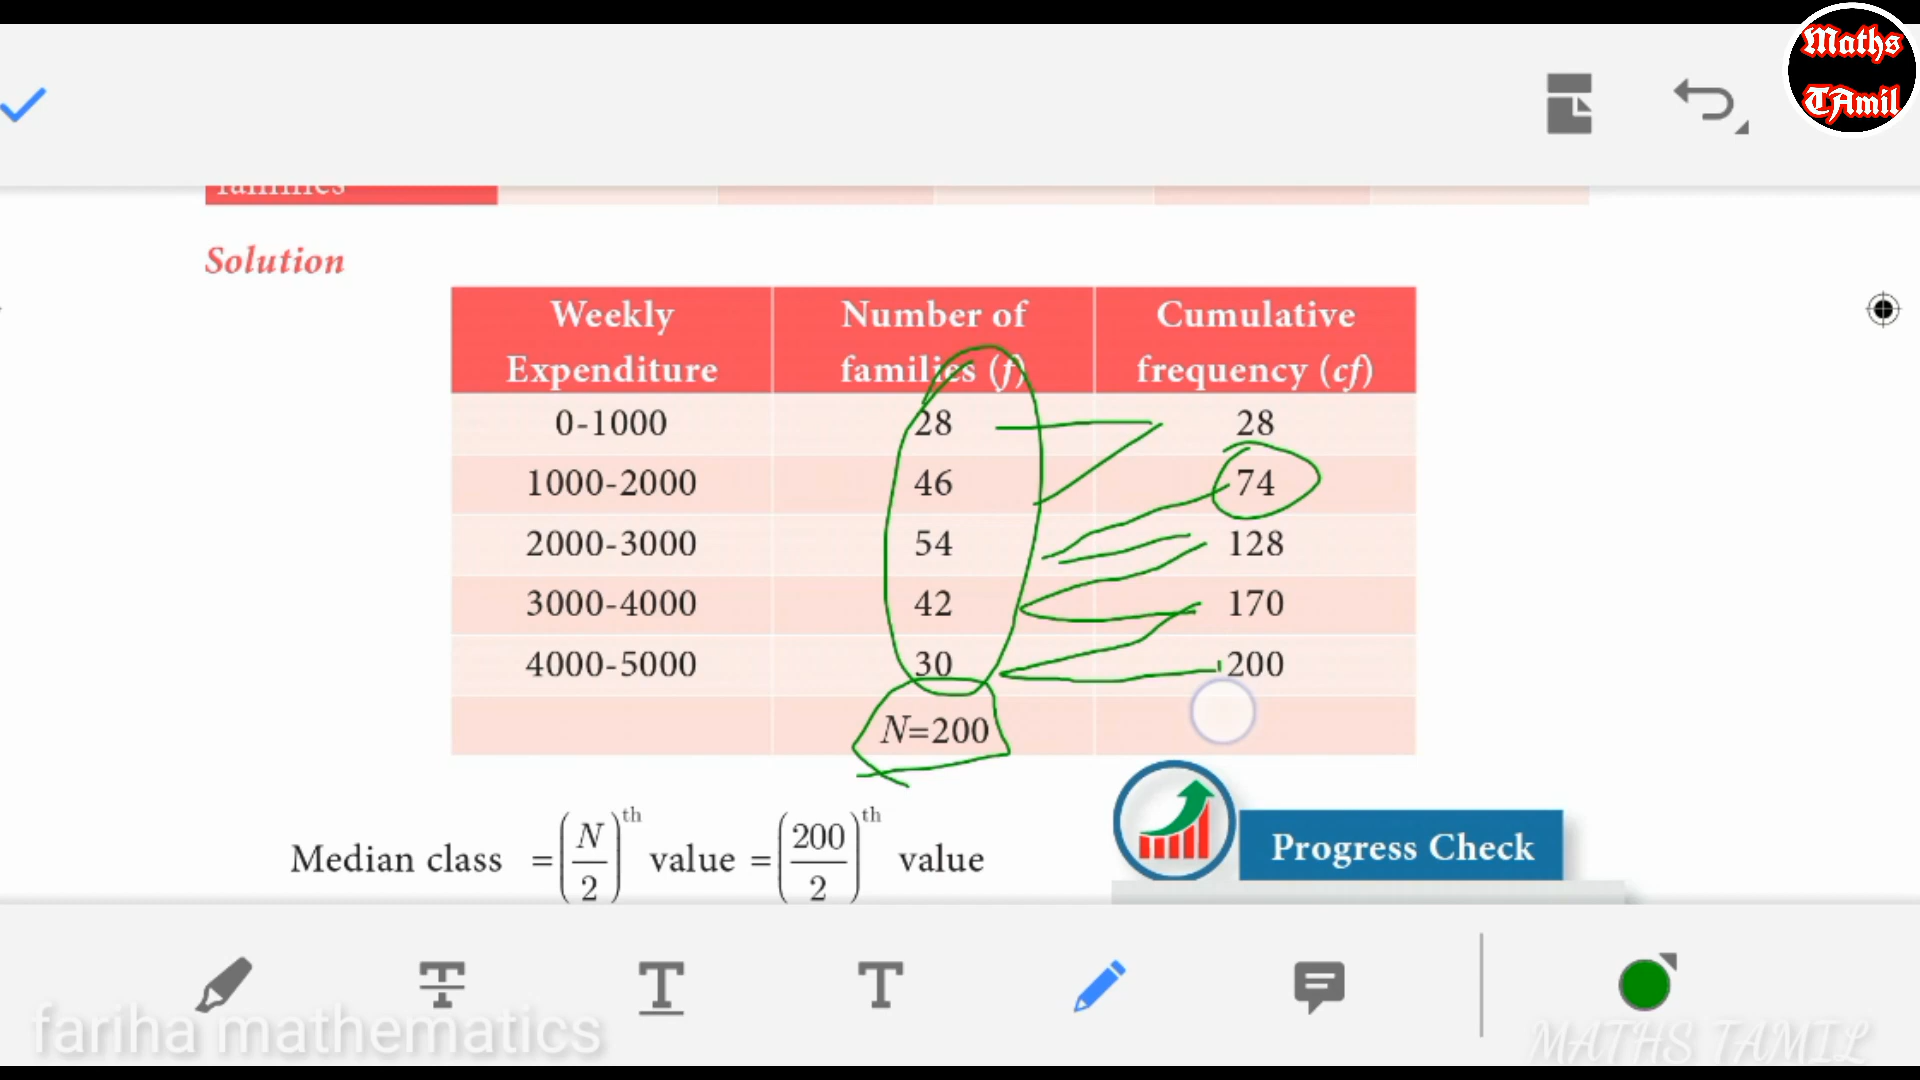 Maths
TAmil
families
Solution
Weekly Expenditure Number of families (f) Cumulative frequency (cf)
0-1000 28 28
1000-2000 46 74
2000-3000 54 128
3000-4000 42 170
4000-5000 30 200
N=200
Median class = (N/2)th value = (200/2)th value
Progress Check
fariha mathematics
MATHS TAMIL